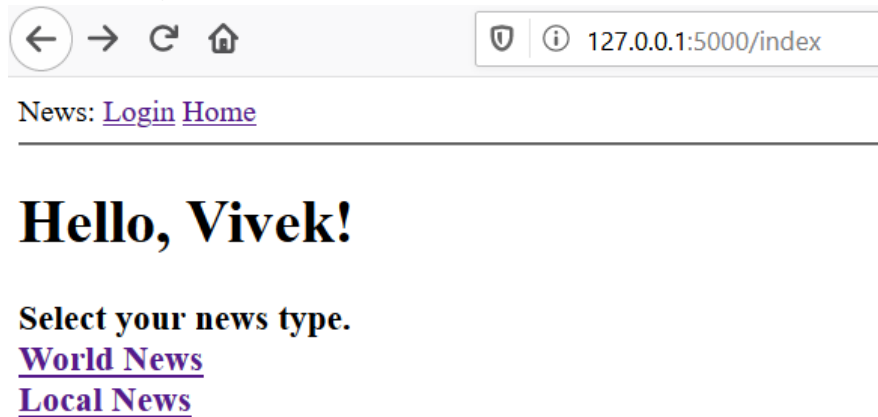 127.0.0.1:5000/index
News: Login Home
Hello, Vivek!
Select your news type.
World News
Local News